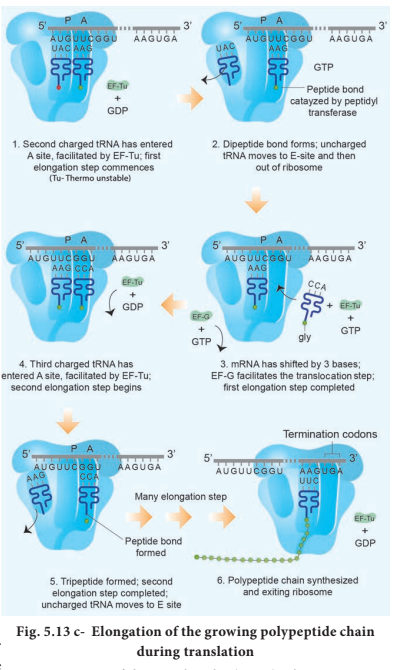 P A
5' 3'
AUGUUCGGU AAGUGA
UAC AAG
EF-Tu
+
GDP
1. Second charged tRNA has entered
A site, facilitated by EF-Tu; first
elongation step commences
(Tu-Thermo unstable)
P A
5' 3'
AUGUUCGGU AAGUGA
UAC AAG
GTP
Peptide bond
catayzed by peptidyl
transferase
2. Dipeptide bond forms; uncharged
tRNA moves to E-site and then
out of ribosome
P A
5' 3'
AUGUUCGGU AAGUGA
AAGCCA
EF-Tu
+
GDP
4. Third charged tRNA has
entered A site, facilitated by EF-Tu;
second elongation step begins
P A
5' 3'
AUGUUCGGU AAGUGA
AAG
CCA
EF-G
+
GTP
gly
+ EF-Tu
+
GTP
3. mRNA has shifted by 3 bases;
EF-G facilitates the translocation step;
first elongation step completed
P A
5' 3'
AUGUUCGGU AAGUGA
AAG
CCA
Peptide bond
formed
5. Tripeptide formed; second
elongation step completed;
uncharged tRNA moves to E site
Many elongation step
Termination codons
5' 3'
AUGUUCGGU AAGUGA
UUC
EF-Tu
+
GDP
6. Polypeptide chain synthesized
and exiting ribosome
Fig. 5.13 c- Elongation of the growing polypeptide chain
during translation